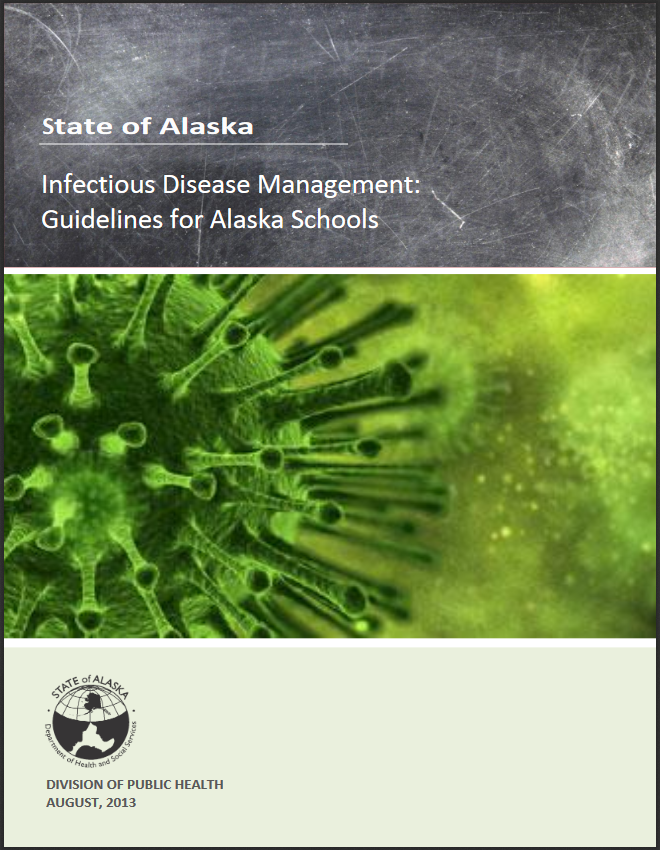 State of Alaska
Infectious Disease Management:
Guidelines for Alaska Schools
STATE of ALASKA
Department of Health and Social Services
DIVISION OF PUBLIC HEALTH
AUGUST, 2013